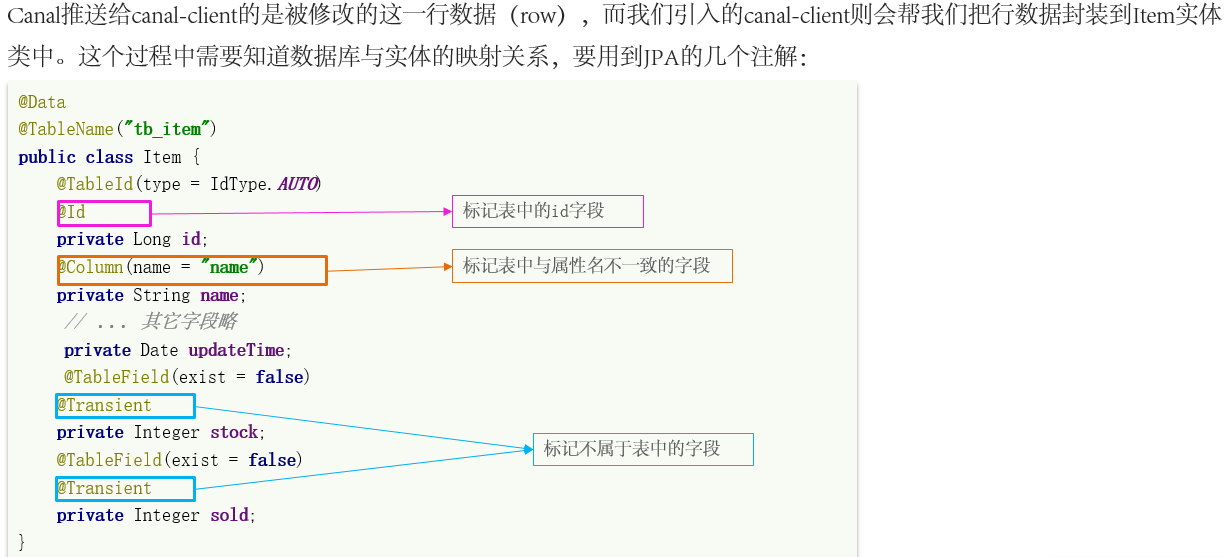 Canal推送给canal-client的是被修改的这一行数据（row），而我们引入的canal-client则会帮我们把行数据封装到Item实体
类中。这个过程中需要知道数据库与实体的映射关系，要用到JPA的几个注解：
@Data
@TableName("tb_item")
public class Item {
@TableId(type = IdType.AUTO)
@Id 标记表中的id字段
private Long id;
@Column(name = "name") 标记表中与属性名不一致的字段
private String name;
// ... 其它字段略
private Date updateTime;
@TableField(exist = false)
@Transient
private Integer stock;
标记不属于表中的字段
@TableField(exist = false)
@Transient
private Integer sold;
}